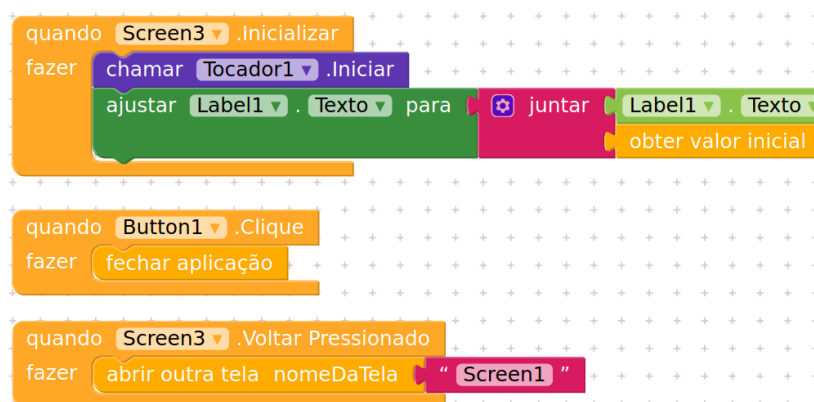 quando Screen3 .Inicializar
fazer chamar Tocador1 .Iniciar
ajustar Label1 . Texto para juntar Label1 . Texto
obter valor inicial
quando Button1 .Clique
fazer fechar aplicação
quando Screen3 .Voltar Pressionado
fazer abrir outra tela nomeDaTela “ Screen1 ”